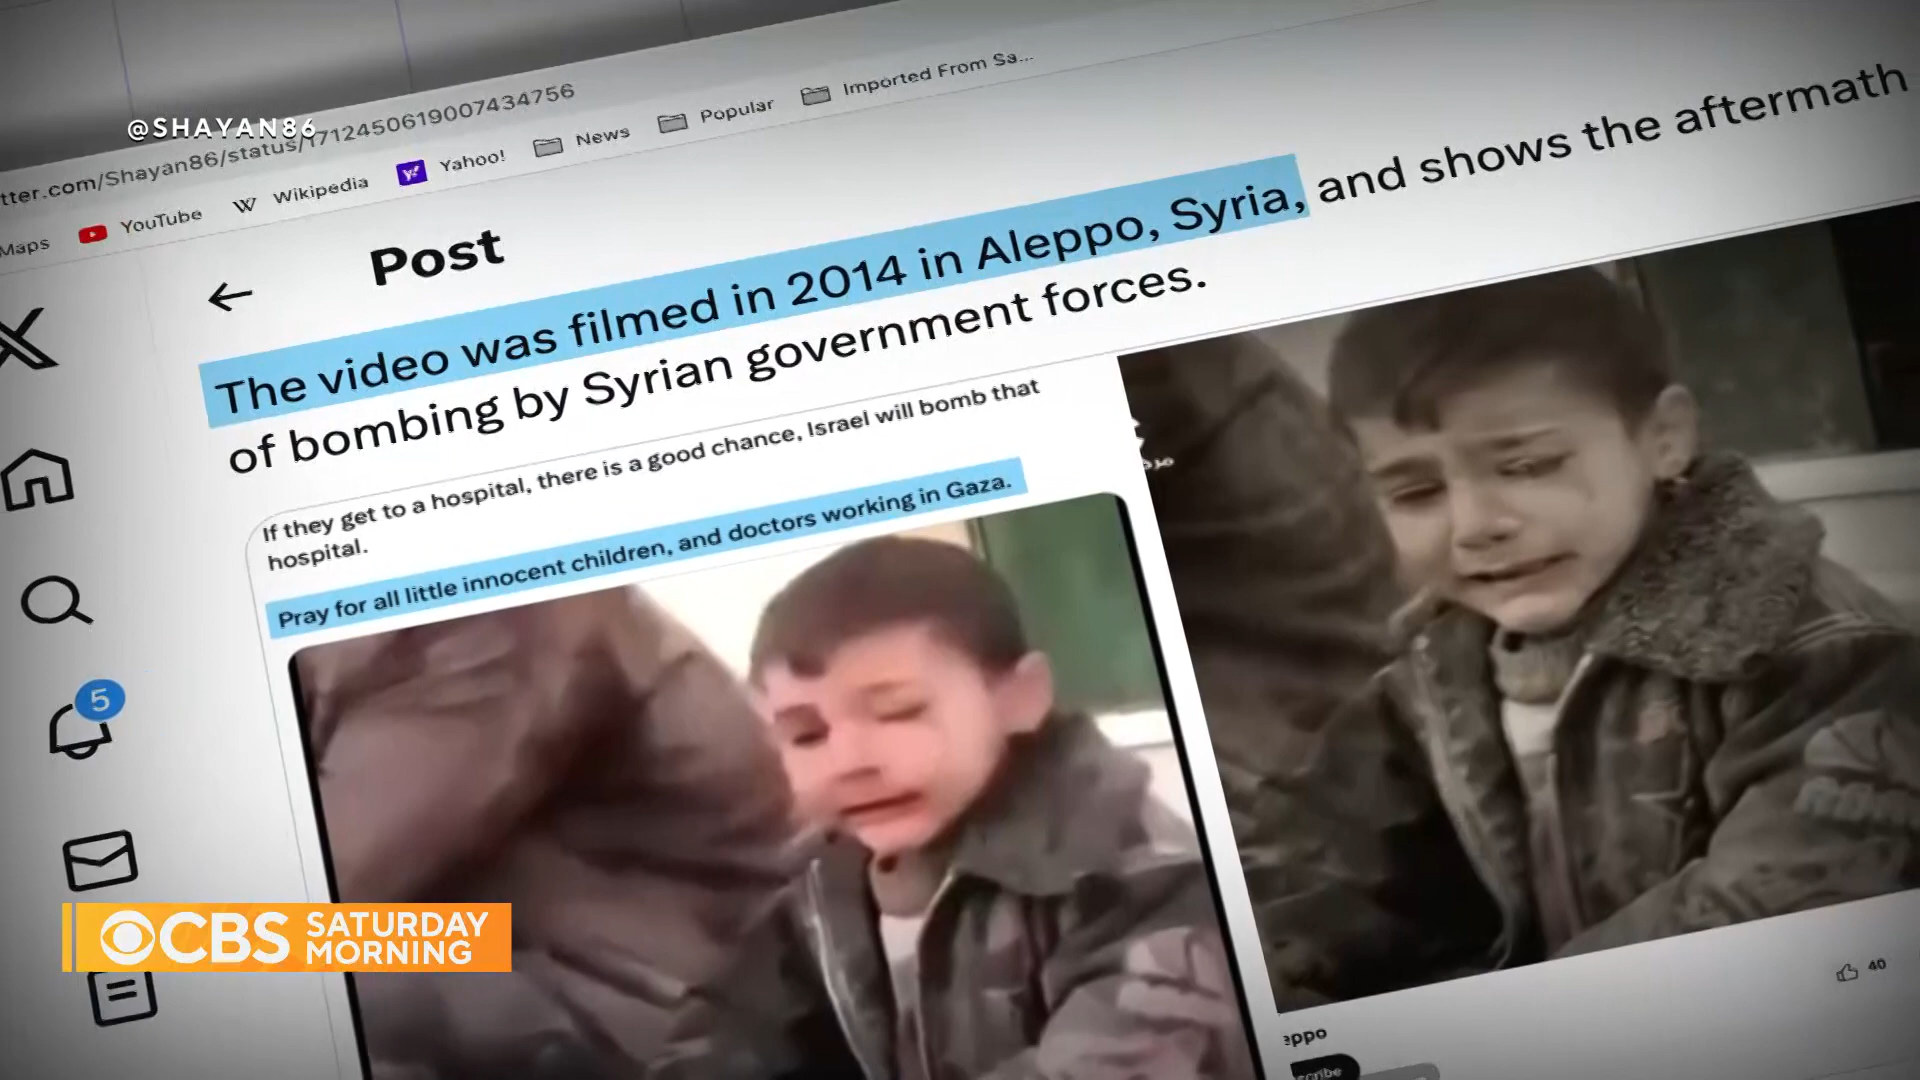 @SHAYAN86
tter.com/Shayan86/status/1712450619007434756
Maps YouTube Wikipedia Yahoo! News Popular Imported From Sa...
Post
The video was filmed in 2014 in Aleppo, Syria, and shows the aftermath
of bombing by Syrian government forces.
If they get to a hospital, there is a good chance, Israel will bomb that
hospital.
Pray for all little innocent children, and doctors working in Gaza.
5
CBS SATURDAY
MORNING
40
eppo
scribe